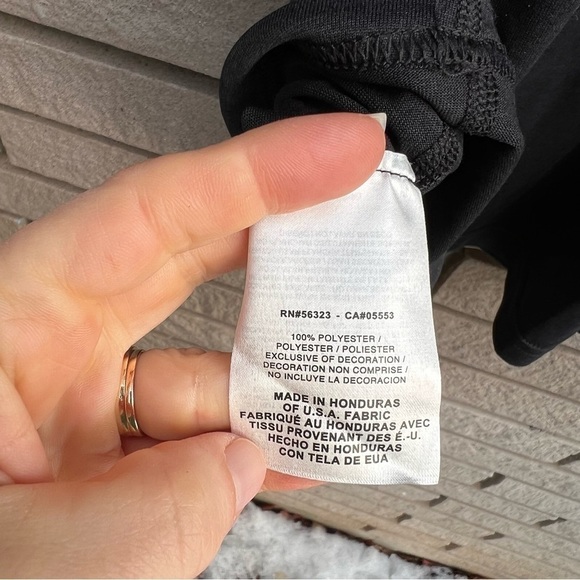 RN#56323 - CA#05553
100% POLYESTER /
POLYESTER / POLIESTER
EXCLUSIVE OF DECORATION /
DECORATION NON COMPRISE /
NO INCLUYE LA DECORACION
MADE IN HONDURAS
OF U.S.A. FABRIC
FABRIQUÉ AU HONDURAS AVEC
TISSU PROVENANT DES É.-U.
HECHO EN HONDURAS
CON TELA DE EUA